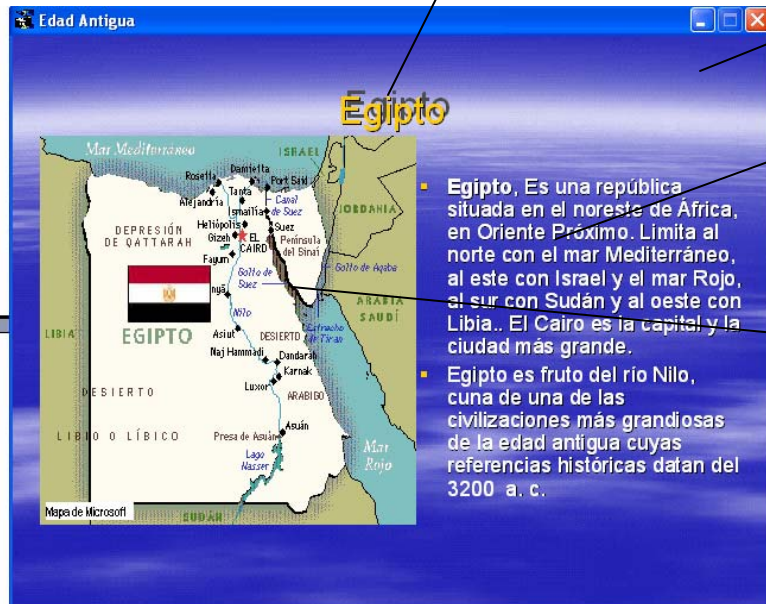 Edad Antigua
Egipto
Mar Mediterráneo
ISRAEL
Rosetta
Damietta
Port Said
Alejandría
Tanta
Canal
de Suez
Ismailia
JORDANIA
Heliópolis
DEPRESIÓN
DE QATTARAH
Gizeh
EL
CAIRO
Suez
Península
del Sinaí
Fayum
Golfo de
Suez
Golfo de Aqaba
ARABIA
SAUDÍ
Nilo
Estrecho
de Tiran
LIBIA
EGIPTO
Asiut
DESIERTO
Naj Hammadi
Dandarah
Karnak
Luxor
DESIERTO
ARABIGO
LIBIO O LÍBICO
Presa de Asuán
Asuán
Mar
Rojo
Lago
Nasser
SUDÁN
Mapa de Microsoft
▪ Egipto, Es una república
situada en el noreste de África,
en Oriente Próximo. Limita al
norte con el mar Mediterráneo,
al este con Israel y el mar Rojo,
al sur con Sudán y al oeste con
Libia.. El Cairo es la capital y la
ciudad más grande.
▪ Egipto es fruto del río Nilo,
cuna de una de las
civilizaciones más grandiosas
de la edad antigua cuyas
referencias históricas datan del
3200 a. c.